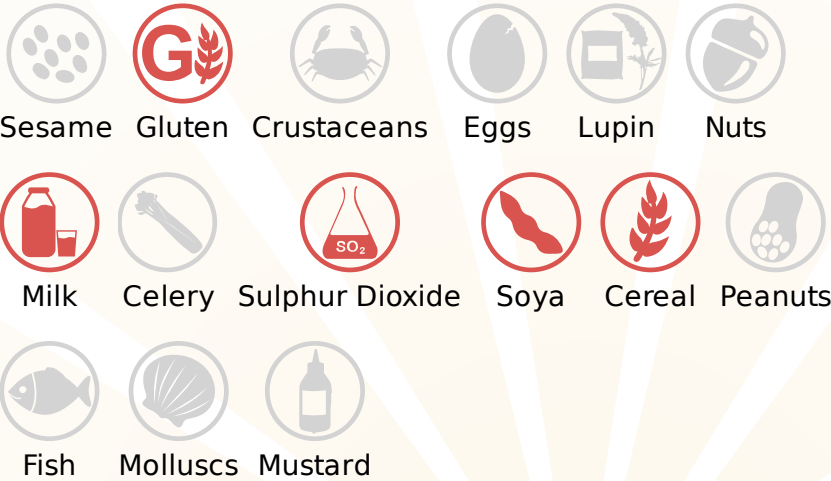 G
Sesame Gluten Crustaceans Eggs Lupin Nuts
SO₂
Milk Celery Sulphur Dioxide Soya Cereal Peanuts
Fish Molluscs Mustard